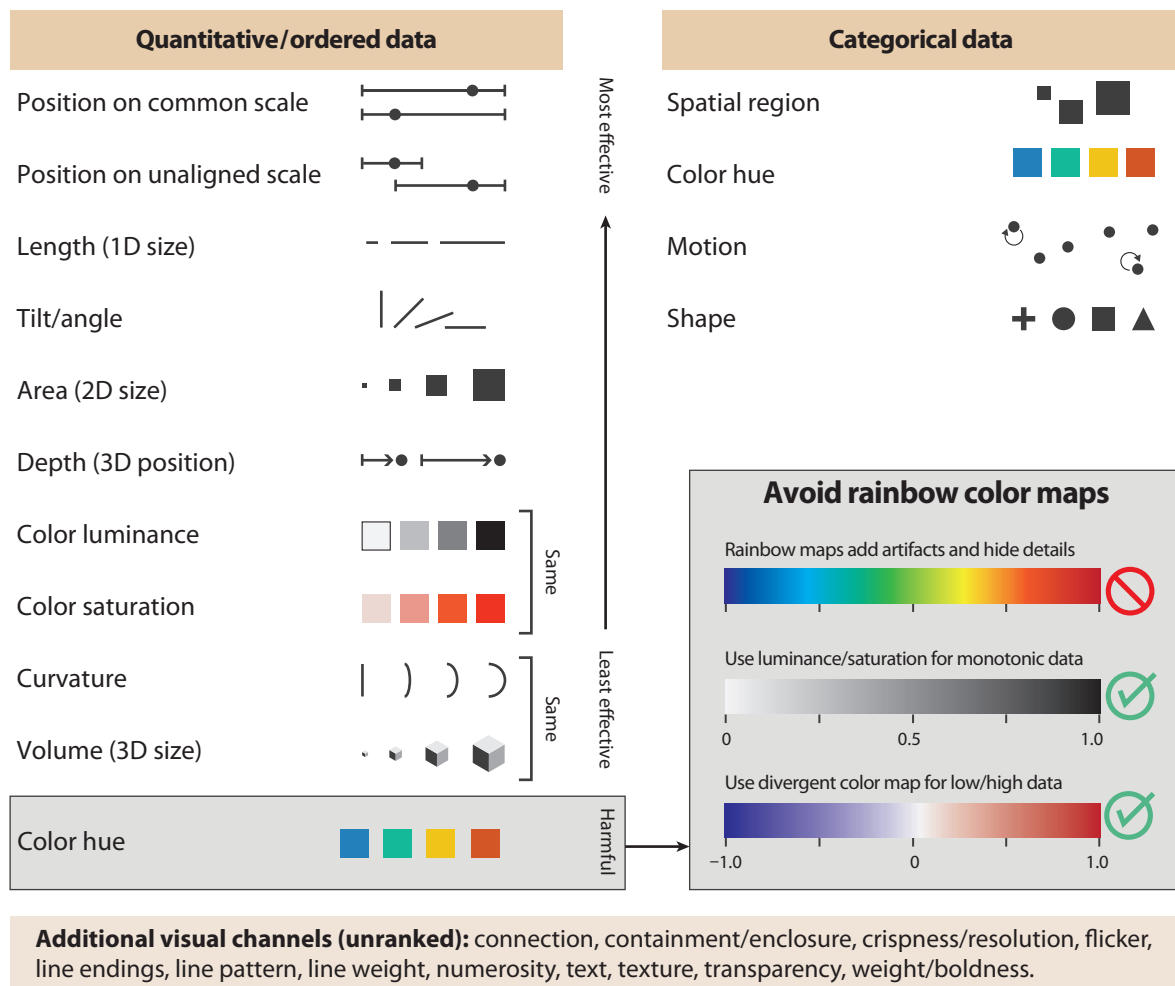 Quantitative/ordered data
Position on common scale
Position on unaligned scale
Length (1D size)
Tilt/angle
Area (2D size)
Depth (3D position)
Color luminance
Color saturation
Same
Curvature
Volume (3D size)
Same
Color hue
Most effective
Least effective
Harmful
Categorical data
Spatial region
Color hue
Motion
Shape
Avoid rainbow color maps
Rainbow maps add artifacts and hide details
Use luminance/saturation for monotonic data
0 0.5 1.0
Use divergent color map for low/high data
−1.0 0 1.0
Additional visual channels (unranked): connection, containment/enclosure, crispness/resolution, flicker,
line endings, line pattern, line weight, numerosity, text, texture, transparency, weight/boldness.